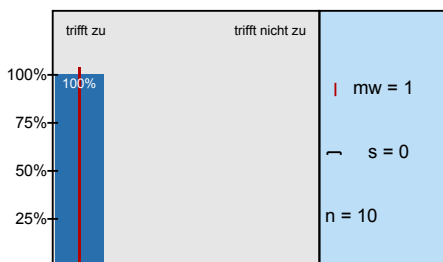 trifft zu trifft nicht zu
100%
100%
mw = 1
75%
s = 0
50%
n = 10
25%